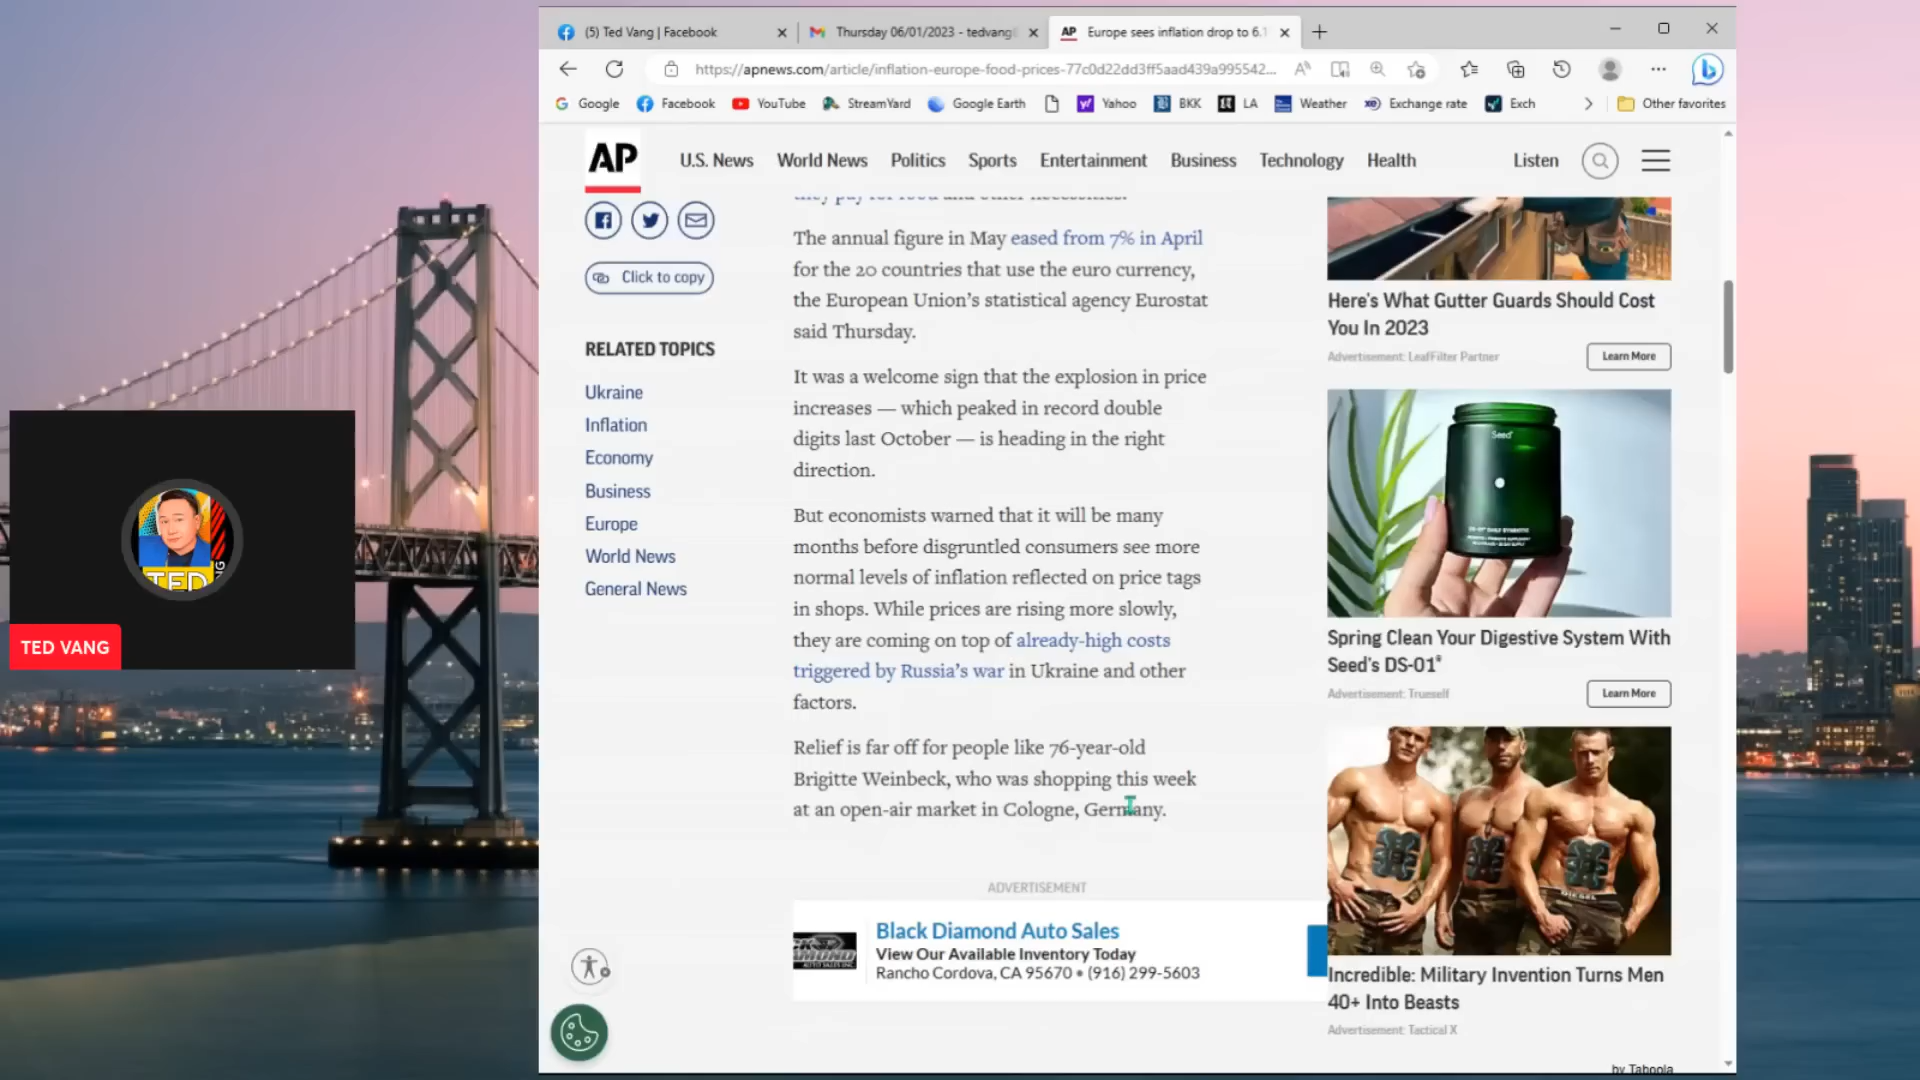 (5) Ted Vang | Facebook
Thursday 06/01/2023 - tedvang
AP Europe sees inflation drop to 6.1
https://apnews.com/article/inflation-europe-food-prices-77c0d22dd3ff5aad439a995542...
Google
Facebook
YouTube
StreamYard
Google Earth
Yahoo
BKK
LA
Weather
Exchange rate
Exch
Other favorites
AP
U.S. News
World News
Politics
Sports
Entertainment
Business
Technology
Health
Listen
Click to copy
RELATED TOPICS
Ukraine
Inflation
Economy
Business
Europe
World News
General News
they pay for food and other necessities.
The annual figure in May eased from 7% in April
for the 20 countries that use the euro currency,
the European Union's statistical agency Eurostat
said Thursday.
It was a welcome sign that the explosion in price
increases — which peaked in record double
digits last October — is heading in the right
direction.
But economists warned that it will be many
months before disgruntled consumers see more
normal levels of inflation reflected on price tags
in shops. While prices are rising more slowly,
they are coming on top of already-high costs
triggered by Russia's war in Ukraine and other
factors.
Relief is far off for people like 76-year-old
Brigitte Weinbeck, who was shopping this week
at an open-air market in Cologne, Germany.
ADVERTISEMENT
Black Diamond Auto Sales
View Our Available Inventory Today
Rancho Cordova, CA 95670 • (916) 299-5603
Here's What Gutter Guards Should Cost
You In 2023
Advertisement: LeafFilter Partner
Learn More
Seed
Spring Clean Your Digestive System With
Seed's DS-01®
Advertisement: Trueself
Learn More
DIESEL
Incredible: Military Invention Turns Men
40+ Into Beasts
Advertisement: Tactical X
by Taboola
TED
TED VANG